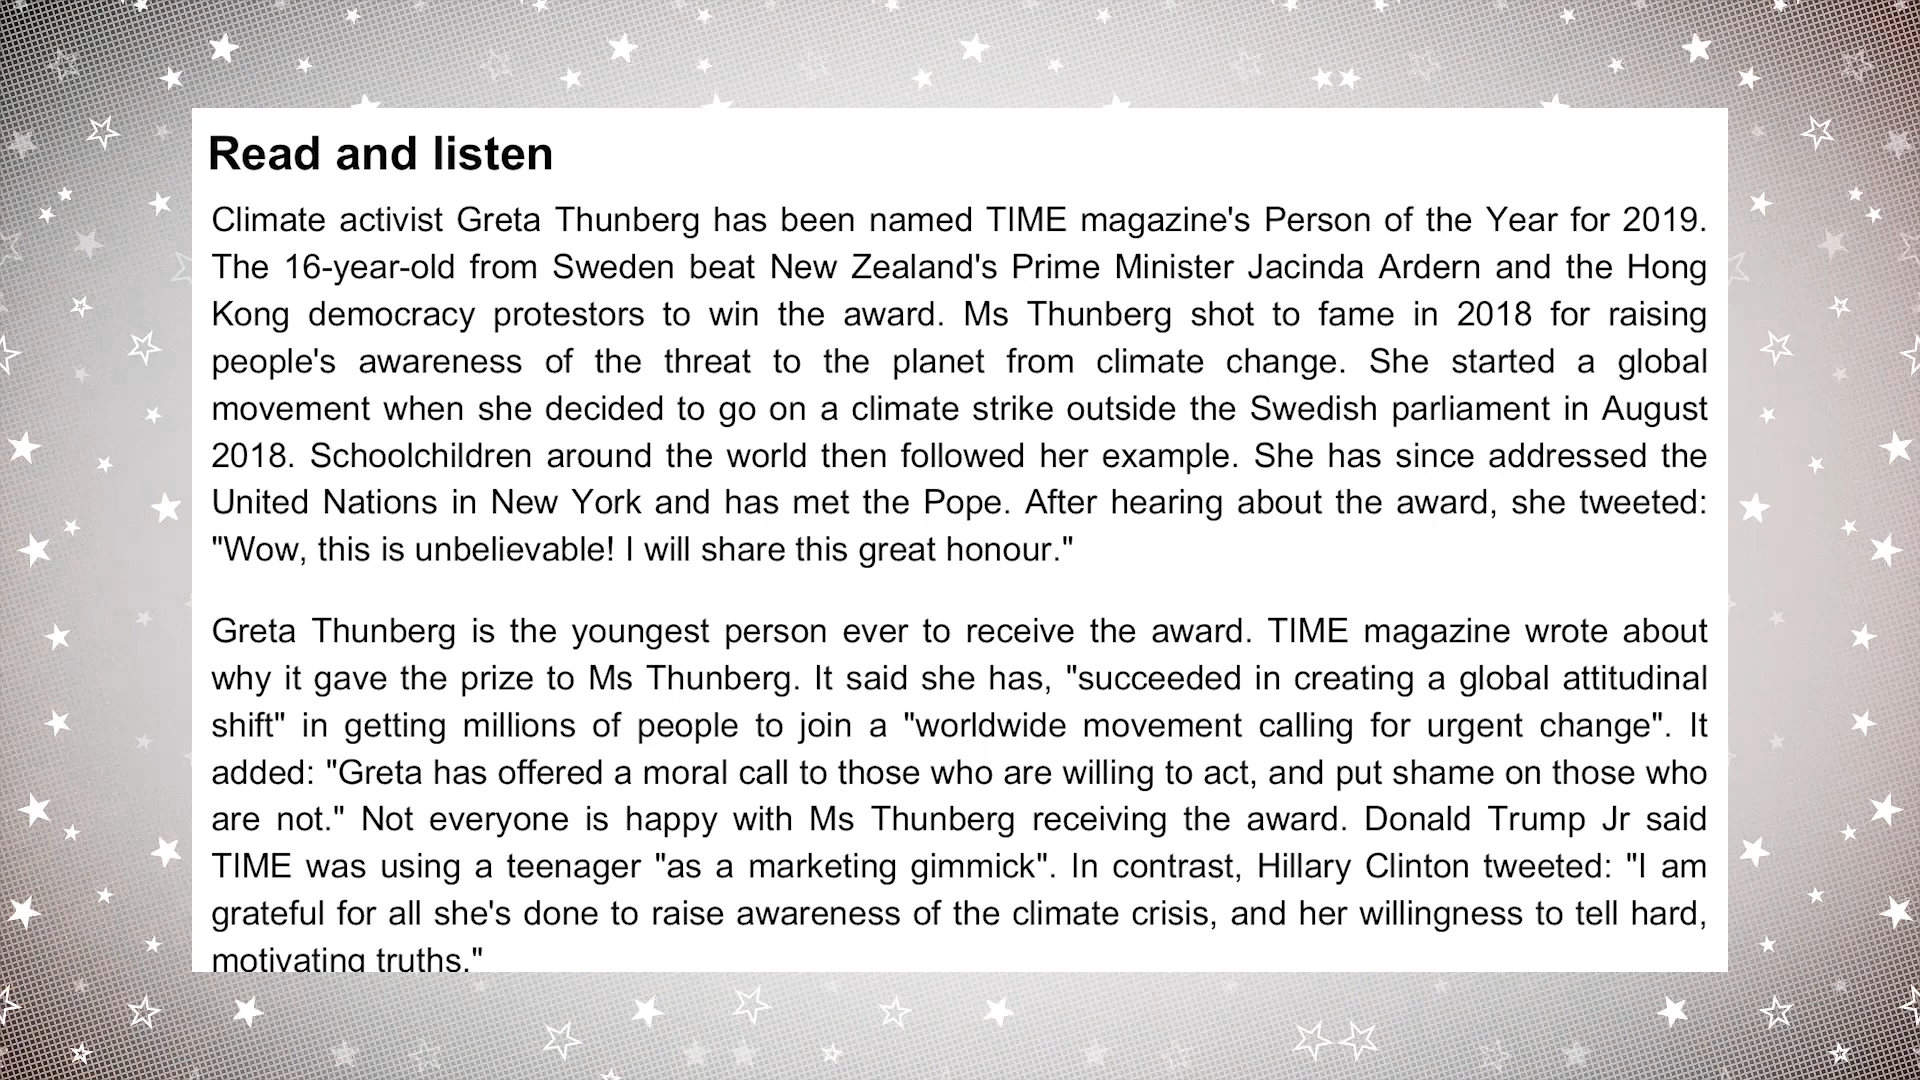 Read and listen
Climate activist Greta Thunberg has been named TIME magazine's Person of the Year for 2019.
The 16-year-old from Sweden beat New Zealand's Prime Minister Jacinda Ardern and the Hong
Kong democracy protestors to win the award. Ms Thunberg shot to fame in 2018 for raising
people's awareness of the threat to the planet from climate change. She started a global
movement when she decided to go on a climate strike outside the Swedish parliament in August
2018. Schoolchildren around the world then followed her example. She has since addressed the
United Nations in New York and has met the Pope. After hearing about the award, she tweeted:
"Wow, this is unbelievable! I will share this great honour."
Greta Thunberg is the youngest person ever to receive the award. TIME magazine wrote about
why it gave the prize to Ms Thunberg. It said she has, "succeeded in creating a global attitudinal
shift" in getting millions of people to join a "worldwide movement calling for urgent change". It
added: "Greta has offered a moral call to those who are willing to act, and put shame on those who
are not." Not everyone is happy with Ms Thunberg receiving the award. Donald Trump Jr said
TIME was using a teenager "as a marketing gimmick". In contrast, Hillary Clinton tweeted: "I am
grateful for all she's done to raise awareness of the climate crisis, and her willingness to tell hard,
motivating truths."